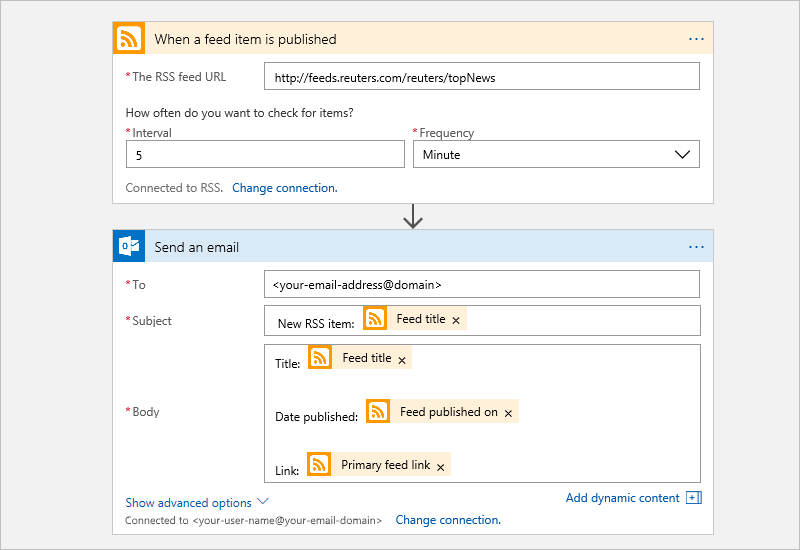 When a feed item is published
* The RSS feed URL http://feeds.reuters.com/reuters/topNews
How often do you want to check for items?
* Interval * Frequency
5 Minute
Connected to RSS. Change connection.
Send an email
* To <your-email-address@domain>
* Subject New RSS item: Feed title ×
Title: Feed title ×
* Body Date published: Feed published on ×
Link: Primary feed link ×
Show advanced options Add dynamic content
Connected to <your-user-name@your-email-domain> Change connection.